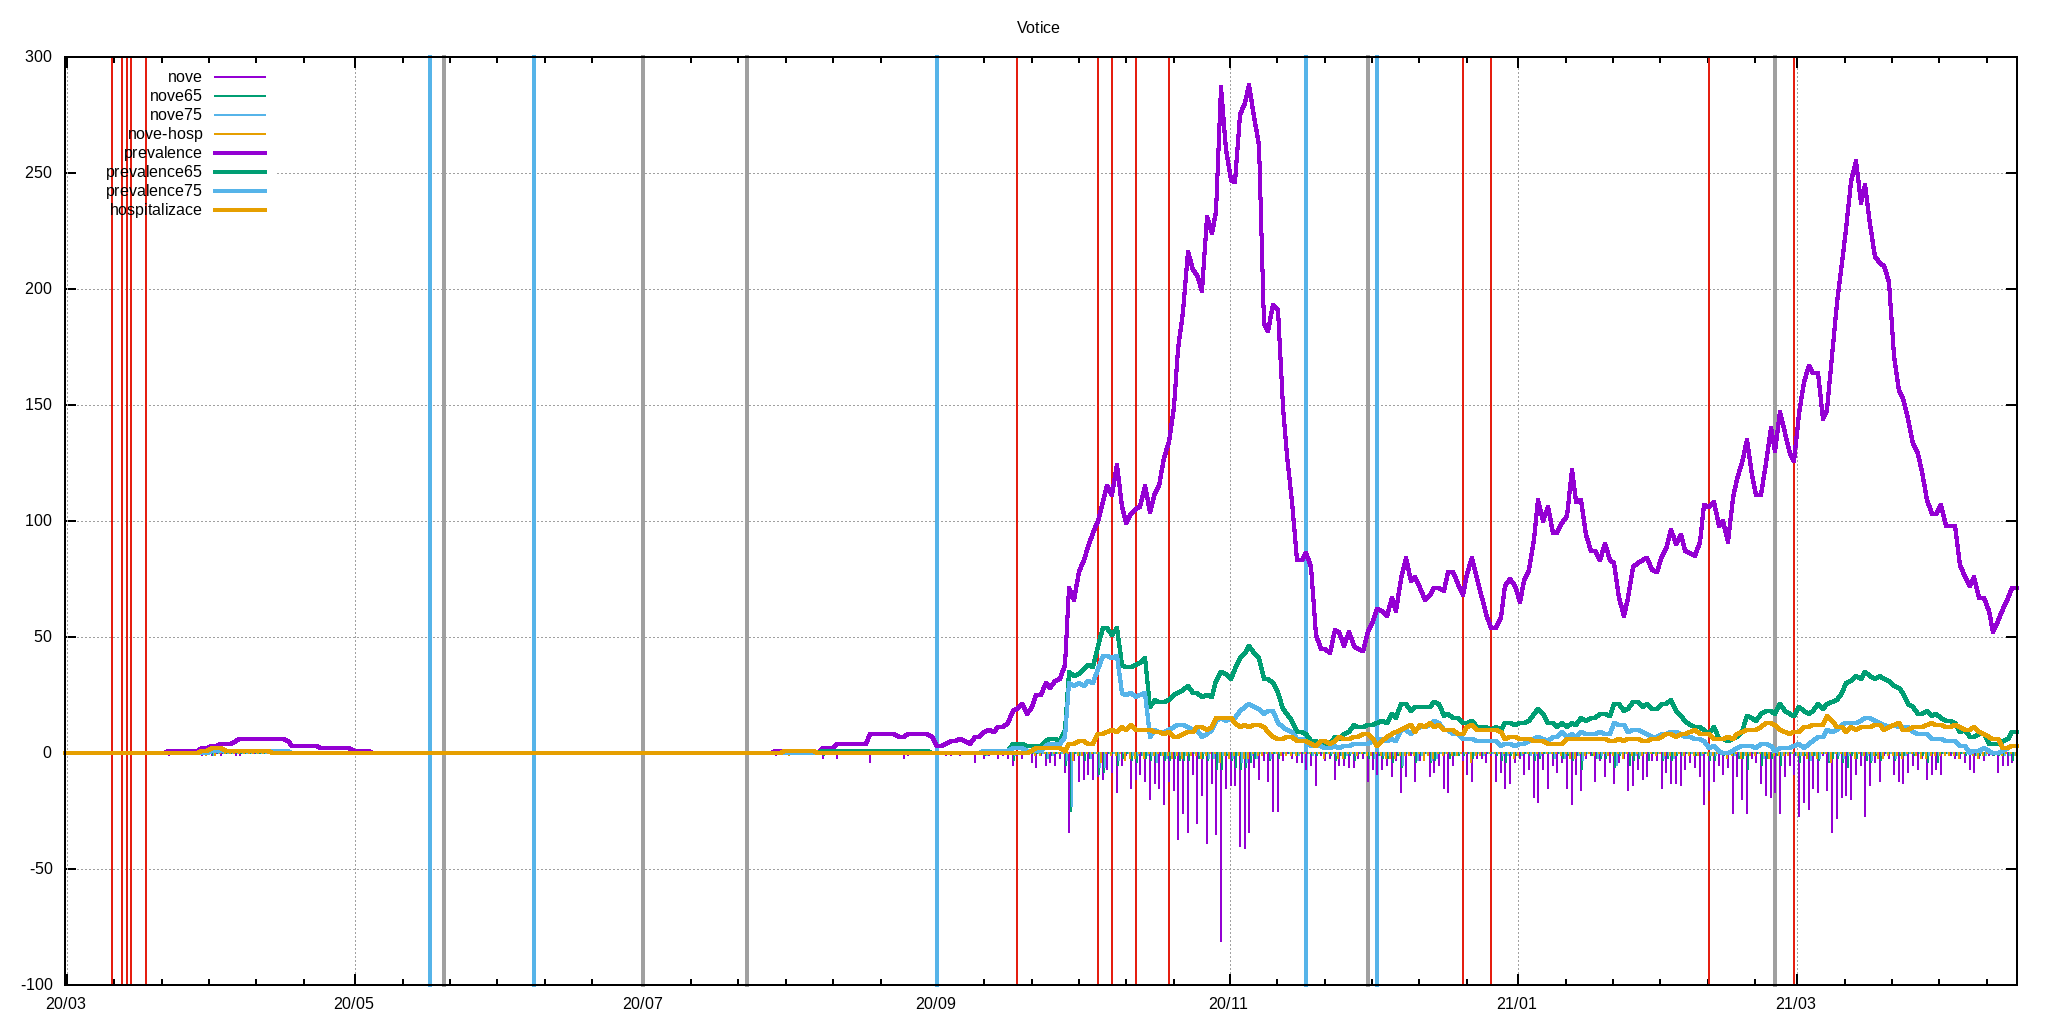 Votice
300
250
200
150
100
50
0
-50
-100
nove
nove65
nove75
nove-hosp
prevalence
prevalence65
prevalence75
hospitalizace
20/03
20/05
20/07
20/09
20/11
21/01
21/03